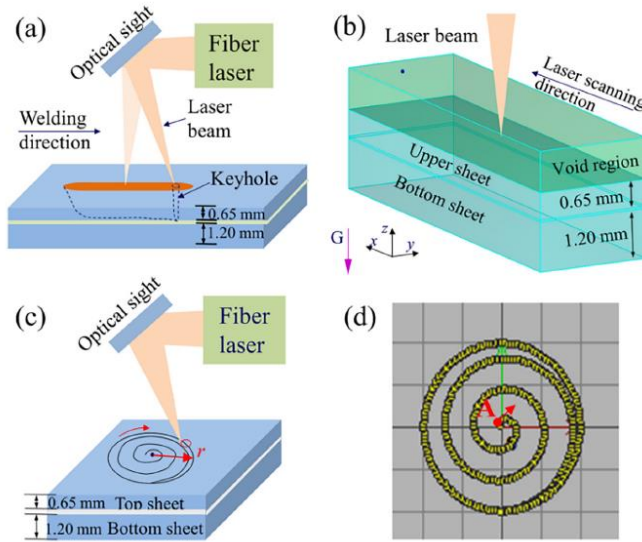 (a)
Optical sight
Fiber
laser
Welding
direction
Laser
beam
Keyhole
0.65 mm
1.20 mm
(b)
Laser beam
Laser scanning
direction
Upper sheet
Void region
Bottom sheet
0.65 mm
1.20 mm
G
z
x
y
(c)
Optical sight
Fiber
laser
r
0.65 mm Top sheet
1.20 mm Bottom sheet
(d)
A